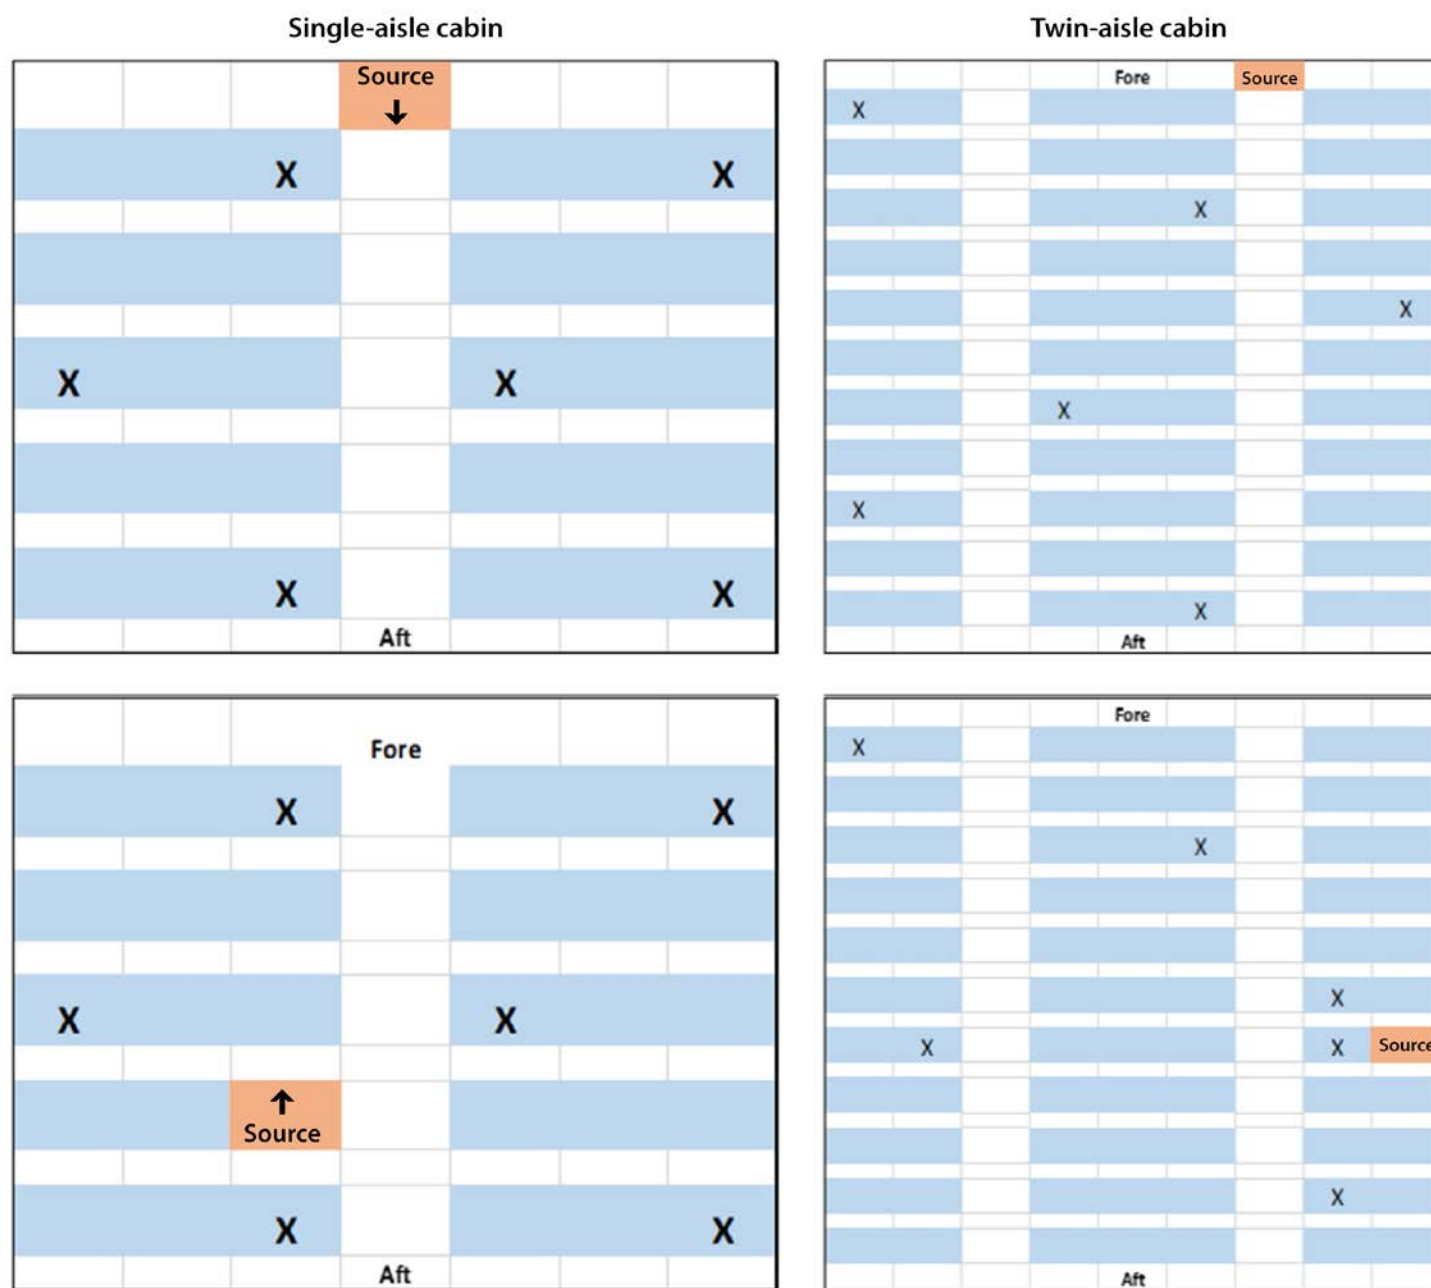 Single-aisle cabin
Source
↓
X X
X X
X X
Aft
Twin-aisle cabin
Fore Source
X
X
X
X
X
X
Aft
Fore
X X
X X
↑
Source
X X
Aft
Fore
X
X
X
X X Source
X
Aft